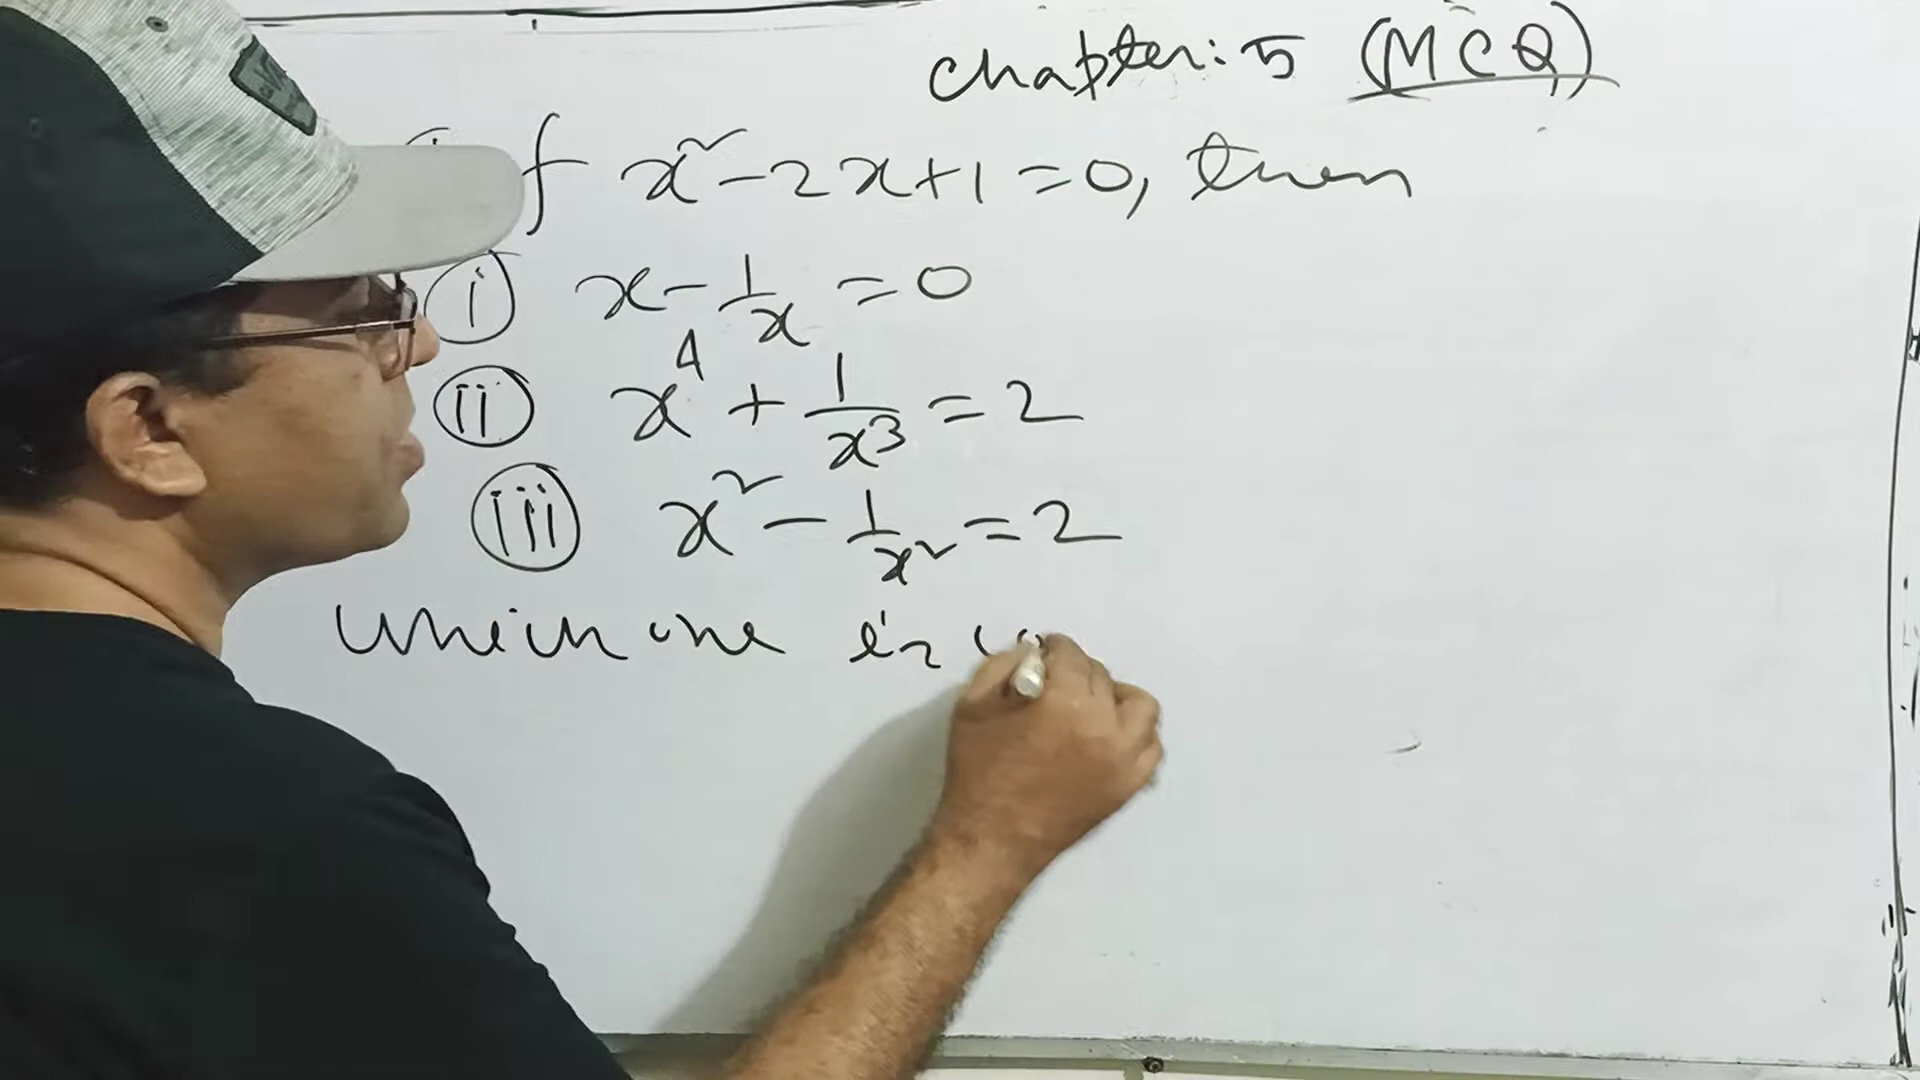 Chapter: 5 (MCQ)
If x² - 2x + 1 = 0, then
(i) x - 1/x = 0
(ii) x⁴ + 1/x³ = 2
(iii) x² - 1/x² = 2
which one is